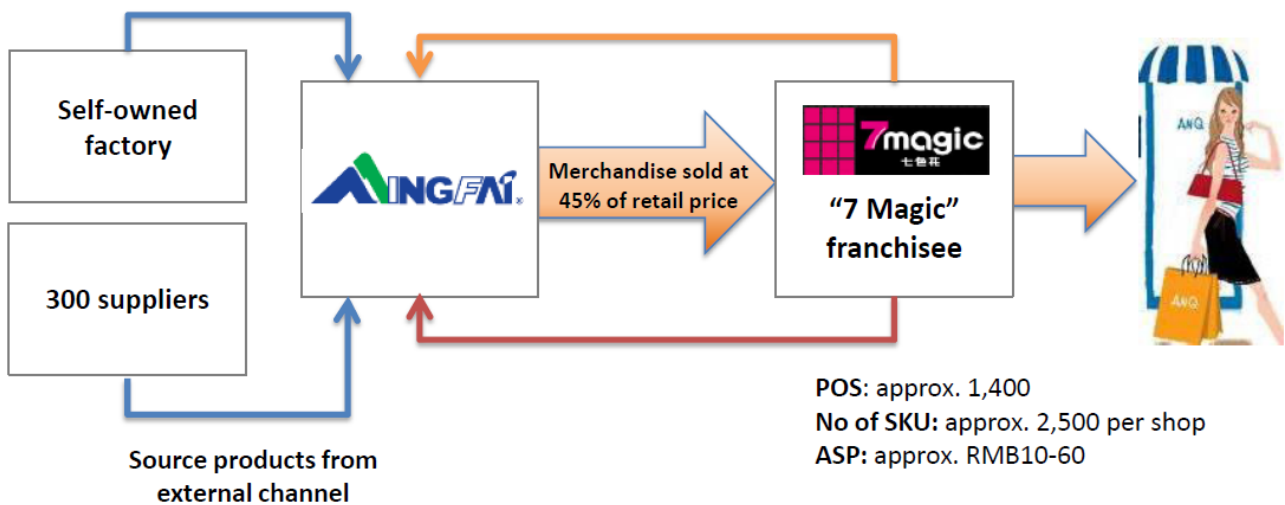 Self-owned
factory
300 suppliers
Source products from
external channel
MINGFAI®
Merchandise sold at
45% of retail price
7magic
七色花
“7 Magic”
franchisee
POS: approx. 1,400
No of SKU: approx. 2,500 per shop
ASP: approx. RMB10-60
ANQ
ANQ